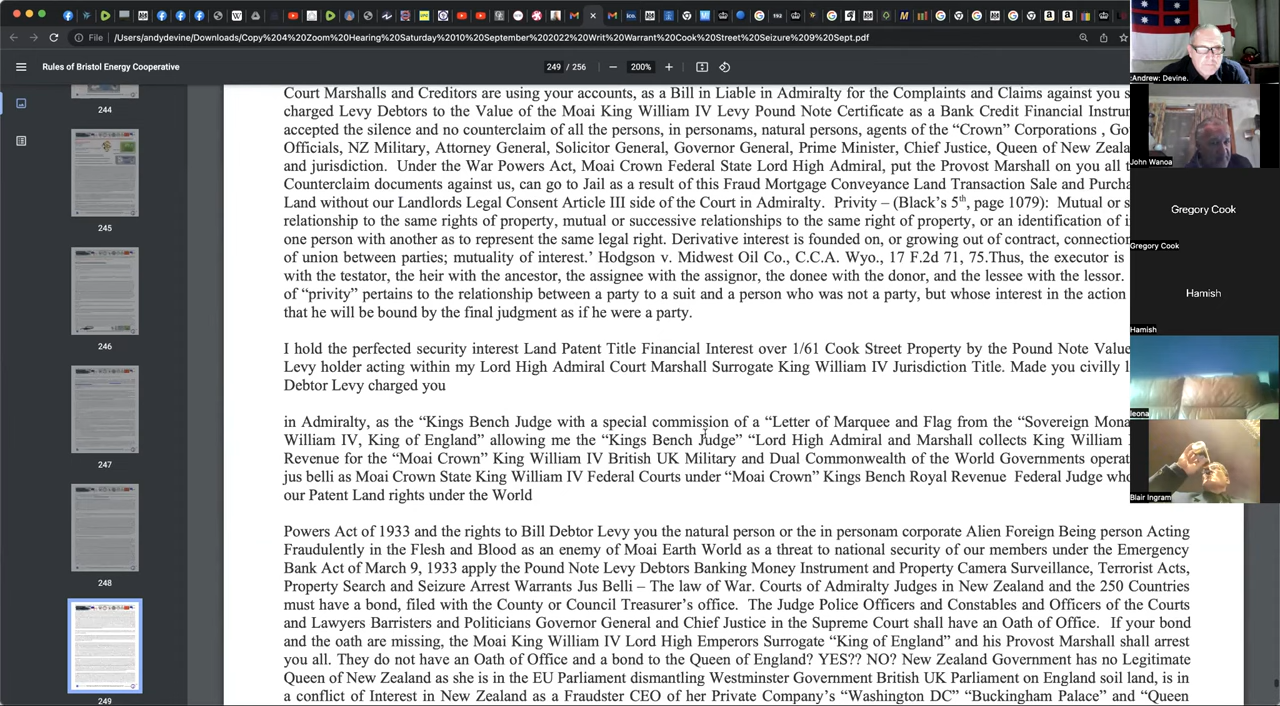 File
/Users/andydevine/Downloads/Copy%204%20Zoom%20Hearing%20Saturda
202022%20Writ%20Warrant%20Cook%20Street%20Seizure%209%20Sept.pdf
Rules of Bristol Energy Cooperative
249 / 256
200%
244
245
246
247
248
249
Court Marshalls and Crown are using your accounts, as a Bill in Liable in Admiralty for the Complaints and Claims against you s
charged Levy Debtors to the Value of the Moai King William IV Levy Pound Note Certificate as a Bank Credit Financial Instrum
accepted the silence and no counterclaim of all the persons, in personams, natural persons, agents of the “Crown” Corporations , Go
Officials, NZ Military, Attorney General, Solicitor General, Governor General, Prime Minister, Chief Justice, Queen of New Zeala
and jurisdiction. Under the War Powers Act, Moai Crown Federal State Lord High Admiral, put the Provost Marshall on you all t
Counterclaim documents against us, can go to Jail as a result of this Fraud Mortgage Conveyance Land Transaction Sale and Purcha
Land without our Landlords Legal Consent Article III side of the Court in Admiralty. Privity – (Black’s 5th, page 1079): Mutual or s
relationship to the same rights of property, mutual or successive relationships to the same right of property, or an identification of i
one person with another as to represent the same legal right. Derivative interest is founded on, or growing out of contract, connection
of union between parties; mutuality of interest.’ Hodgson v. Midwest Oil Co., C.C.A. Wyo., 17 F.2d 71, 75.Thus, the executor is
with the testator, the heir with the ancestor, the assignee with the assignor, the donee with the donor, and the lessee with the lessor.
of “privity” pertains to the relationship between a party to a suit and a person who was not a party, but whose interest in the action
that he will be bound by the final judgment as if he were a party.
I hold the perfected security interest Land Patent Title Financial Interest over 1/61 Cook Street Property by the Pound Note Value
Levy holder acting within my Lord High Admiral Court Marshall Surrogate King William IV Jurisdiction Title. Made you civilly l
Debtor Levy charged you
in Admiralty, as the “Kings Bench Judge with a special commission of a “Letter of Marquee and Flag from the “Sovereign Mona
William IV, King of England” allowing me the “Kings Bench Judge” “Lord High Admiral and Marshall collects King William I
Revenue for the “Moai Crown” King William IV British UK Military and Dual Commonwealth of the World Governments operat
jus belli as Moai Crown State King William IV Federal Courts under “Moai Crown” Kings Bench Royal Revenue Federal Judge who
our Patent Land rights under the World
Powers Act of 1933 and the rights to Bill Debtor Levy you the natural person or the in personam corporate Alien Foreign Being person Acting
Fraudulently in the Flesh and Blood as an enemy of Moai Earth World as a threat to national security of our members under the Emergency
Bank Act of March 9, 1933 apply the Pound Note Levy Debtors Banking Money Instrument and Property Camera Surveillance, Terrorist Acts,
Property Search and Seizure Arrest Warrants Jus Belli – The law of War. Courts of Admiralty Judges in New Zealand and the 250 Countries
must have a bond, filed with the County or Council Treasurer’s office. The Judge Police Officers and Constables and Officers of the Courts
and Lawyers Barristers and Politicians Governor General and Chief Justice in the Supreme Court shall have an Oath of Office. If your bond
and the oath are missing, the Moai King William IV Lord High Emperors Surrogate “King of England” and his Provost Marshall shall arrest
you all. They do not have an Oath of Office and a bond to the Queen of England? YES?? NO? New Zealand Government has no Legitimate
Queen of New Zealand as she is in the EU Parliament dismantling Westminster Government British UK Parliament on England soil land, is in
a conflict of Interest in New Zealand as a Fraudster CEO of her Private Company’s “Washington DC” “Buckingham Palace” and “Queen
:Andrew: Devine.
John Wanoa
Gregory Cook
Gregory Cook
Hamish
Hamish
leona
Blair Ingram